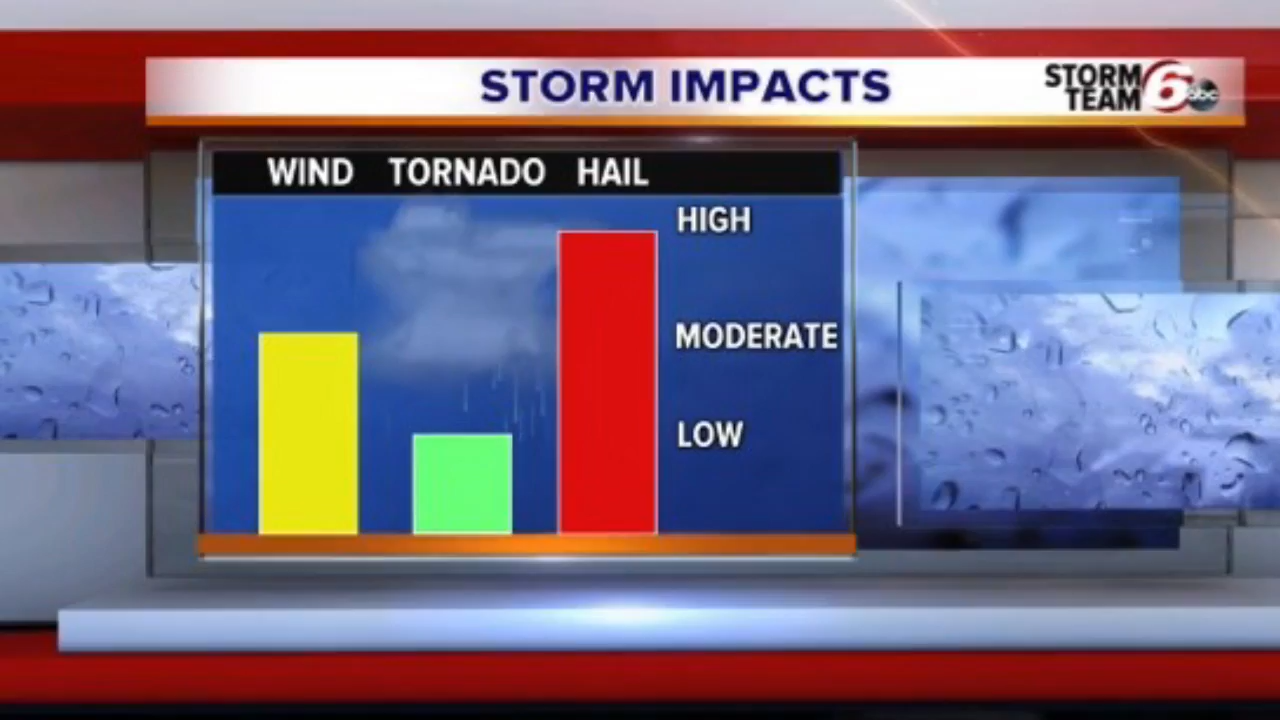 STORM IMPACTS
STORM
TEAM
6
abc
WIND TORNADO HAIL
HIGH
MODERATE
LOW